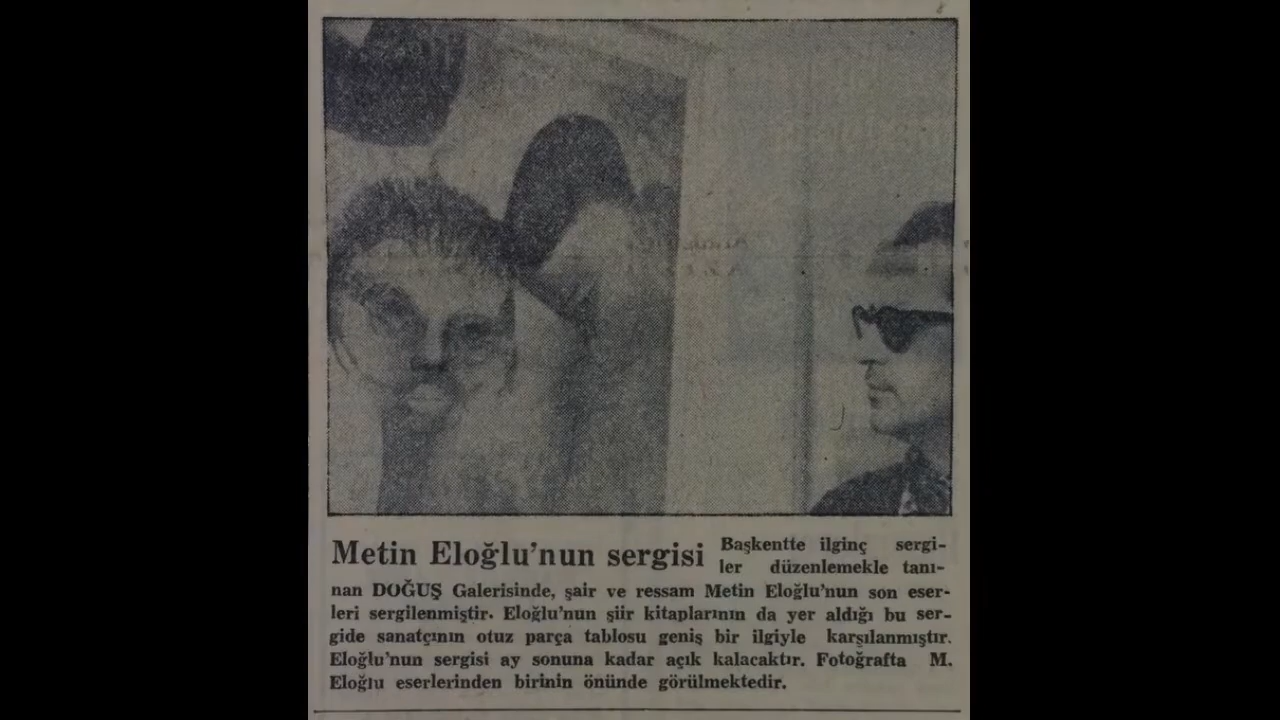 Metin Eloğlu'nun sergisi Başkentte ilginç sergi-
ler düzenlemekle tanı-
nan DOĞUŞ Galerisinde, şair ve ressam Metin Eloğlu'nun son eser-
leri sergilenmiştir. Eloğlu'nun şiir kitaplarının da yer aldığı bu ser-
gide sanatçının otuz parça tablosu geniş bir ilgiyle karşılanmıştır.
Eloğlu'nun sergisi ay sonuna kadar açık kalacaktır. Fotoğrafta M.
Eloğlu eserlerinden birinin önünde görülmektedir.